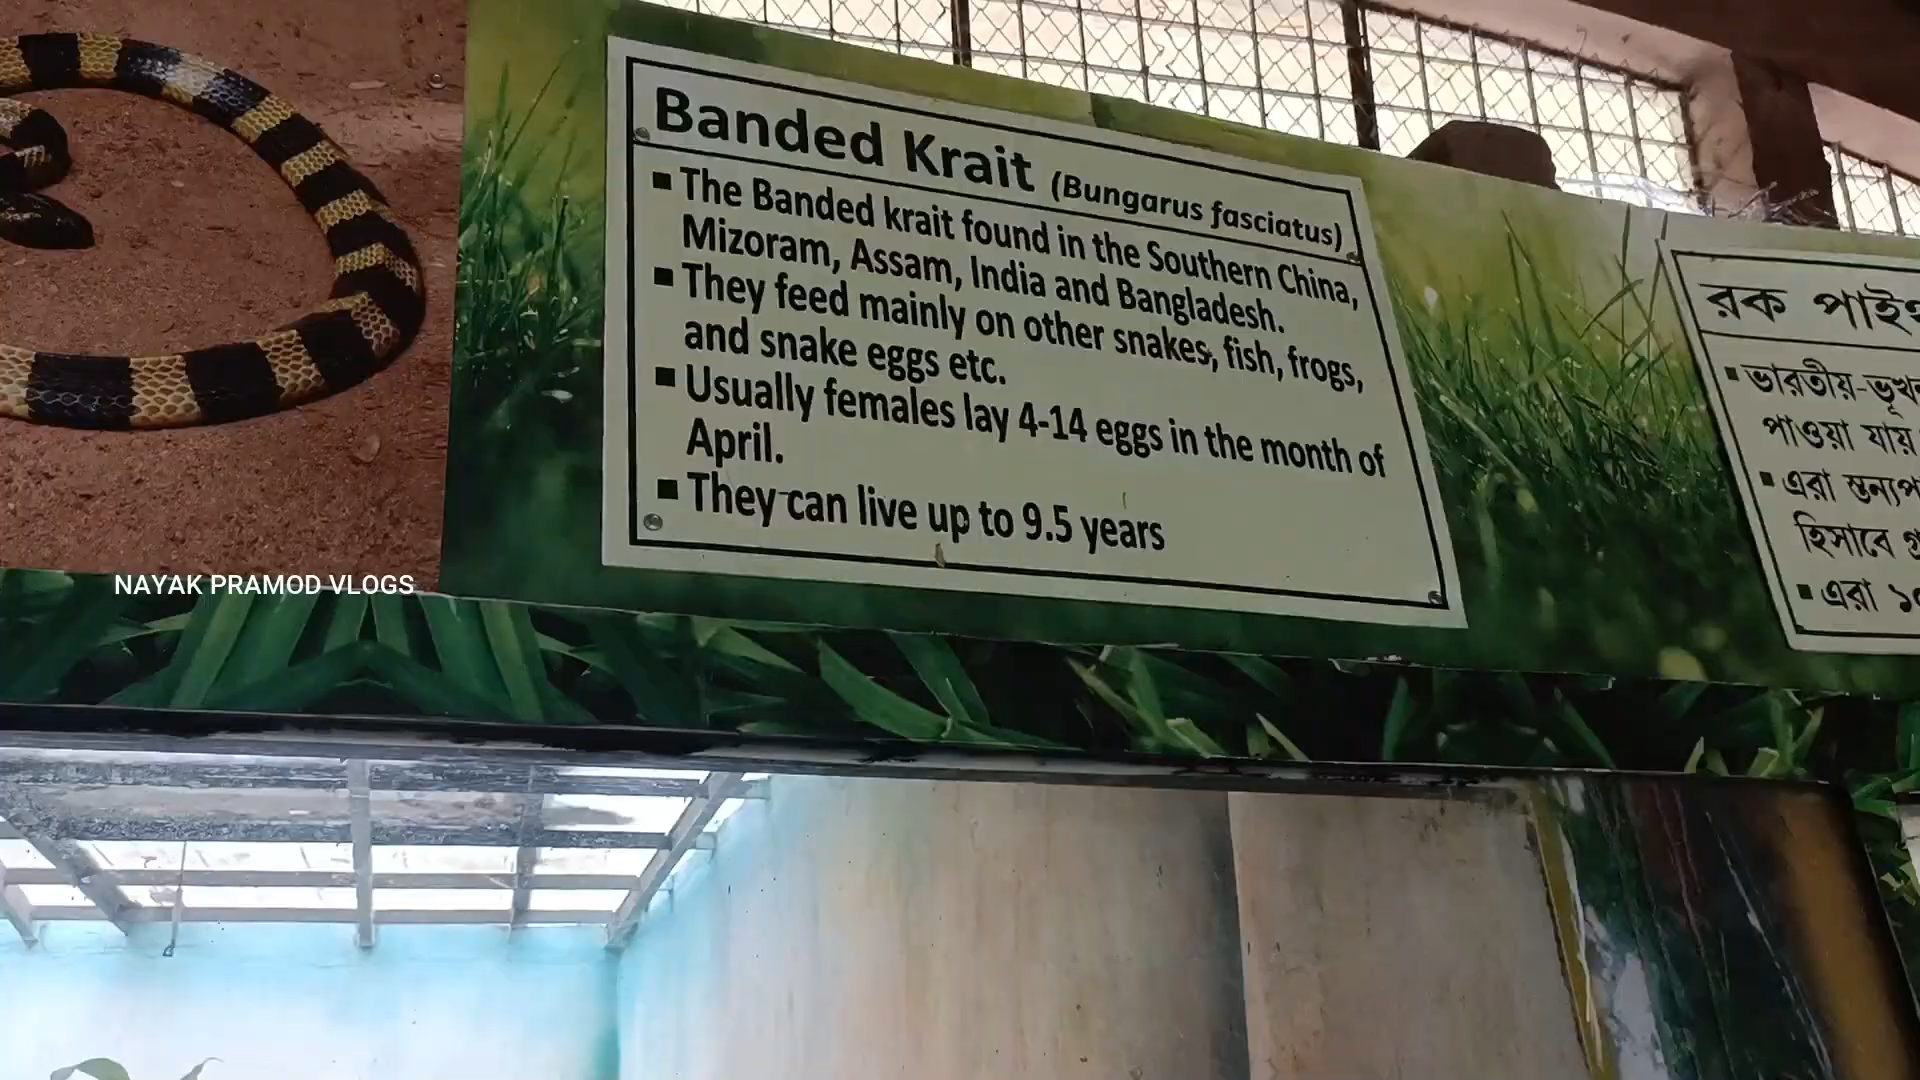 Banded Krait (Bungarus fasciatus)
▪ The Banded krait found in the Southern China,
Mizoram, Assam, India and Bangladesh.
▪ They feed mainly on other snakes, fish, frogs,
and snake eggs etc.
▪ Usually females lay 4-14 eggs in the month of
April.
▪ They can live up to 9.5 years
রক
▪ ভারতীয়-
পাওয়া যায়
▪ এরা
হিসাবে
▪ এরা
NAYAK PRAMOD VLOGS